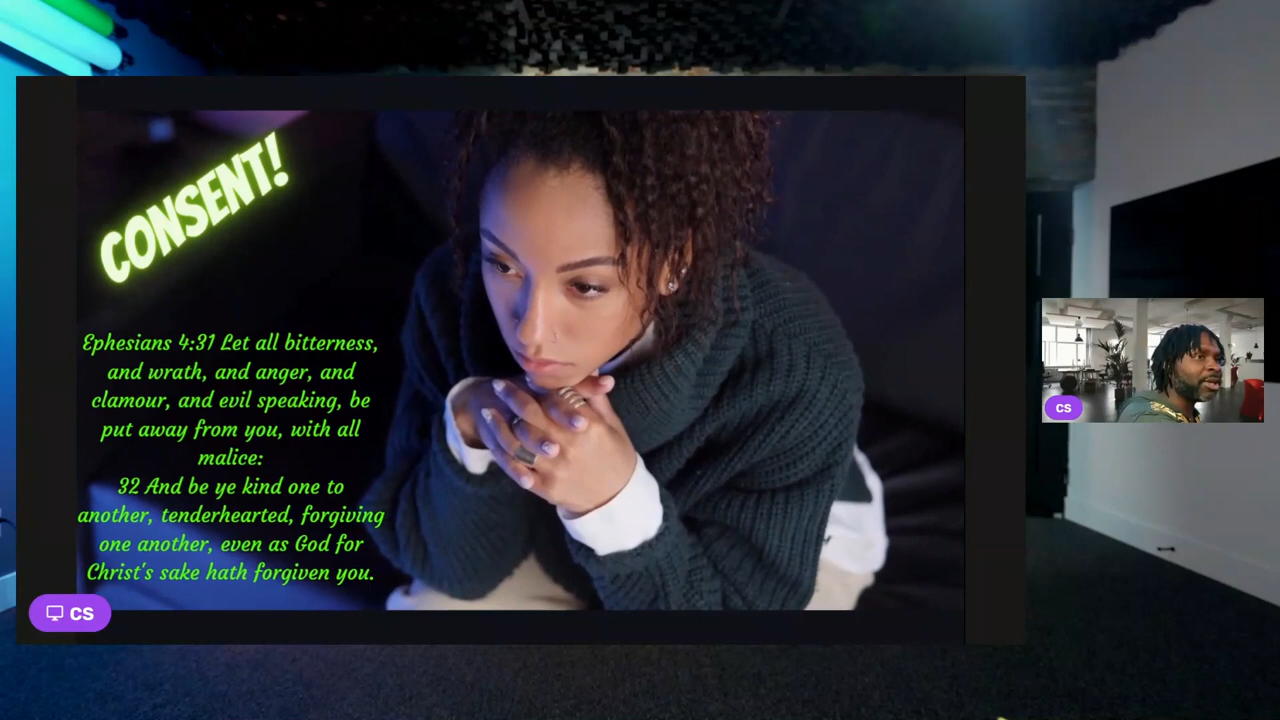 CONSENT!
Ephesians 4:31 Let all bitterness,
and wrath, and anger, and
clamour, and evil speaking, be
put away from you, with all
malice:
32 And be ye kind one to
another, tenderhearted, forgiving
one another, even as God for
Christ's sake hath forgiven you.
CS
CS